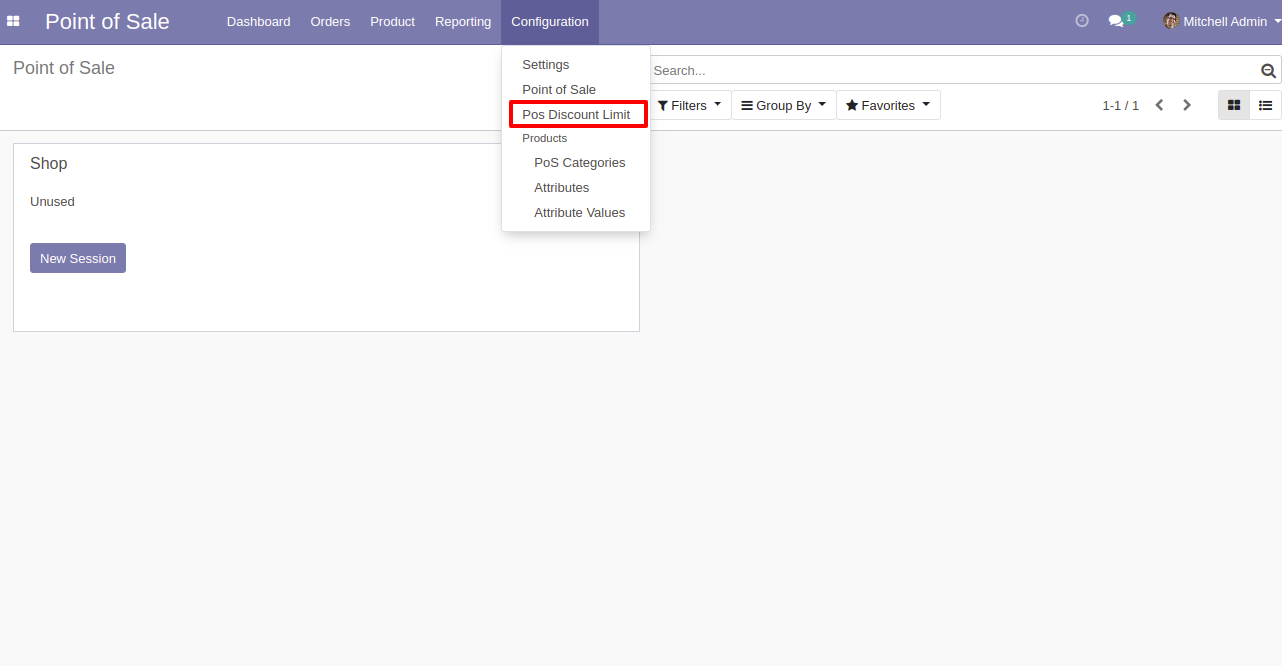 Point of Sale Dashboard Orders Product Reporting Configuration 1 Mitchell Admin
Point of Sale
Search...
Filters Group By Favorites 1-1 / 1
Settings
Point of Sale
Pos Discount Limit
Products
PoS Categories
Attributes
Attribute Values
Shop
Unused
New Session